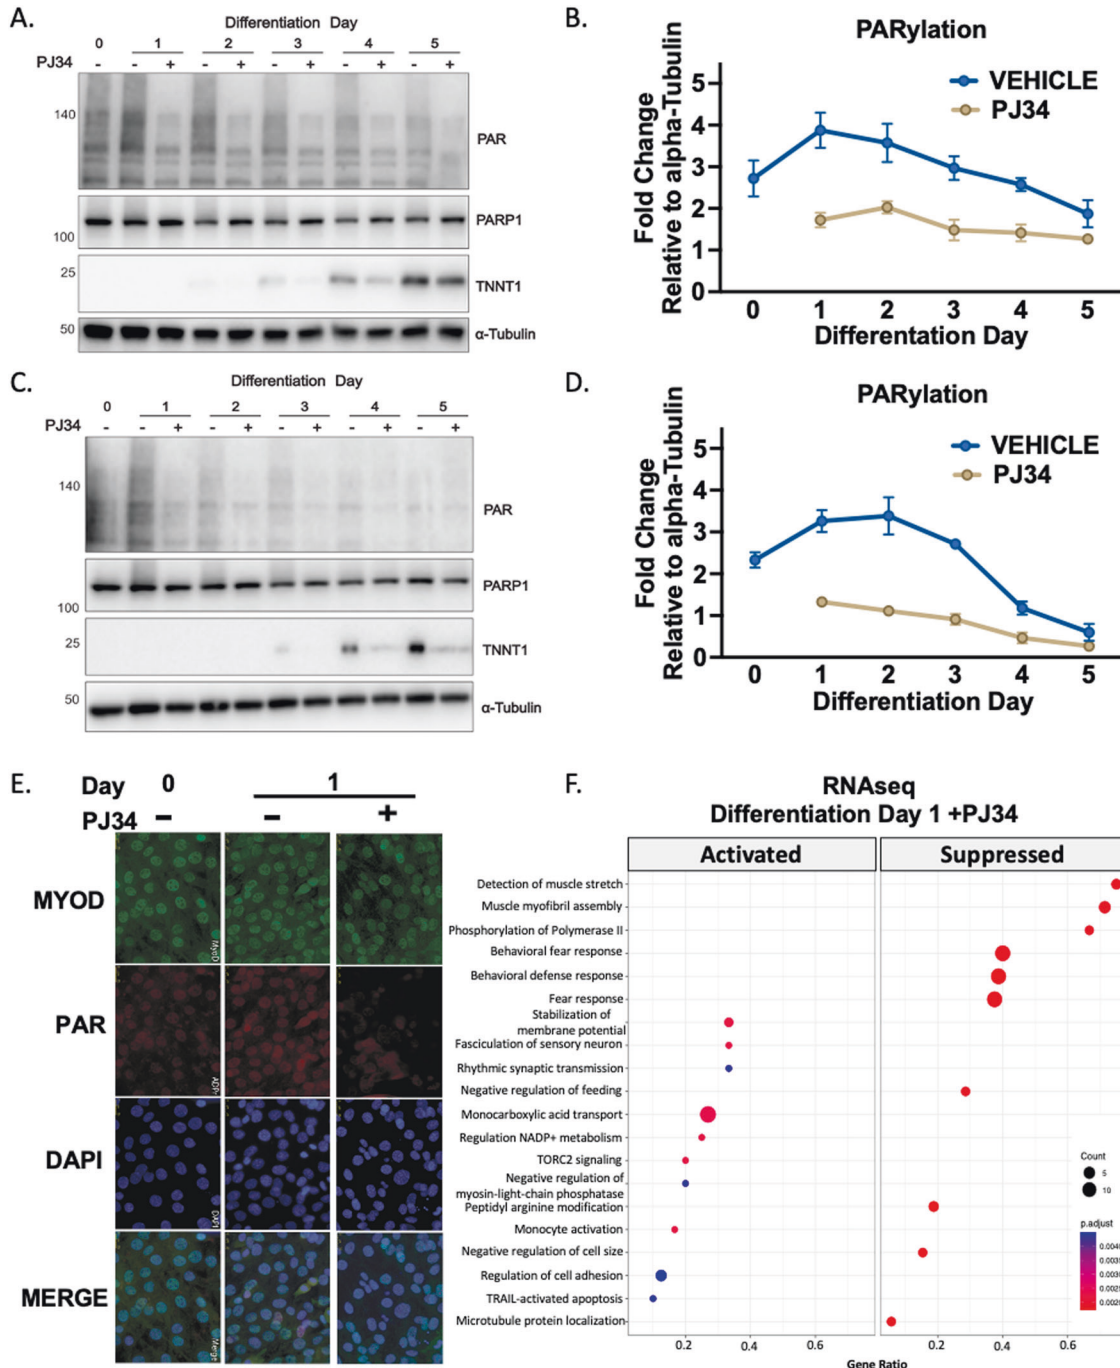 A.
Differentiation Day
0 1 2 3 4 5
PJ34 - - + - + - + - + - +
140
PAR
PARP1
100
25
TNNT1
50
α-Tubulin
B.
PARylation
VEHICLE
PJ34
Fold Change
Relative to alpha-Tubulin
5
4
3
2
1
0
0 1 2 3 4 5
Differentation Day
C.
Differentiation Day
0 1 2 3 4 5
PJ34 - - + - + - + - + - +
140
PAR
PARP1
100
25
TNNT1
50
α-Tubulin
D.
PARylation
VEHICLE
PJ34
Fold Change
Relative to alpha-Tubulin
5
4
3
2
1
0
0 1 2 3 4 5
Differentiation Day
E.
Day 0 1
PJ34 - - +
MYOD
MyoD
PAR
DAPI
DAPI
MERGE
Merge
F.
RNAseq
Differentiation Day 1 +PJ34
Activated Suppressed
Detection of muscle stretch
Muscle myofibril assembly
Phosphorylation of Polymerase II
Behavioral fear response
Behavioral defense response
Fear response
Stabilization of
membrane potential
Fasciculation of sensory neuron
Rhythmic synaptic transmission
Negative regulation of feeding
Monocarboxylic acid transport
Regulation NADP+ metabolism
TORC2 signaling
Negative regulation of
myosin-light-chain phosphatase
Peptidyl arginine modification
Monocyte activation
Negative regulation of cell size
Regulation of cell adhesion
TRAIL-activated apoptosis
Microtubule protein localization
0.2 0.4 0.6 0.2 0.4 0.6
Gene Ratio
Count
5
10
p.adjust
0.0035
0.0030